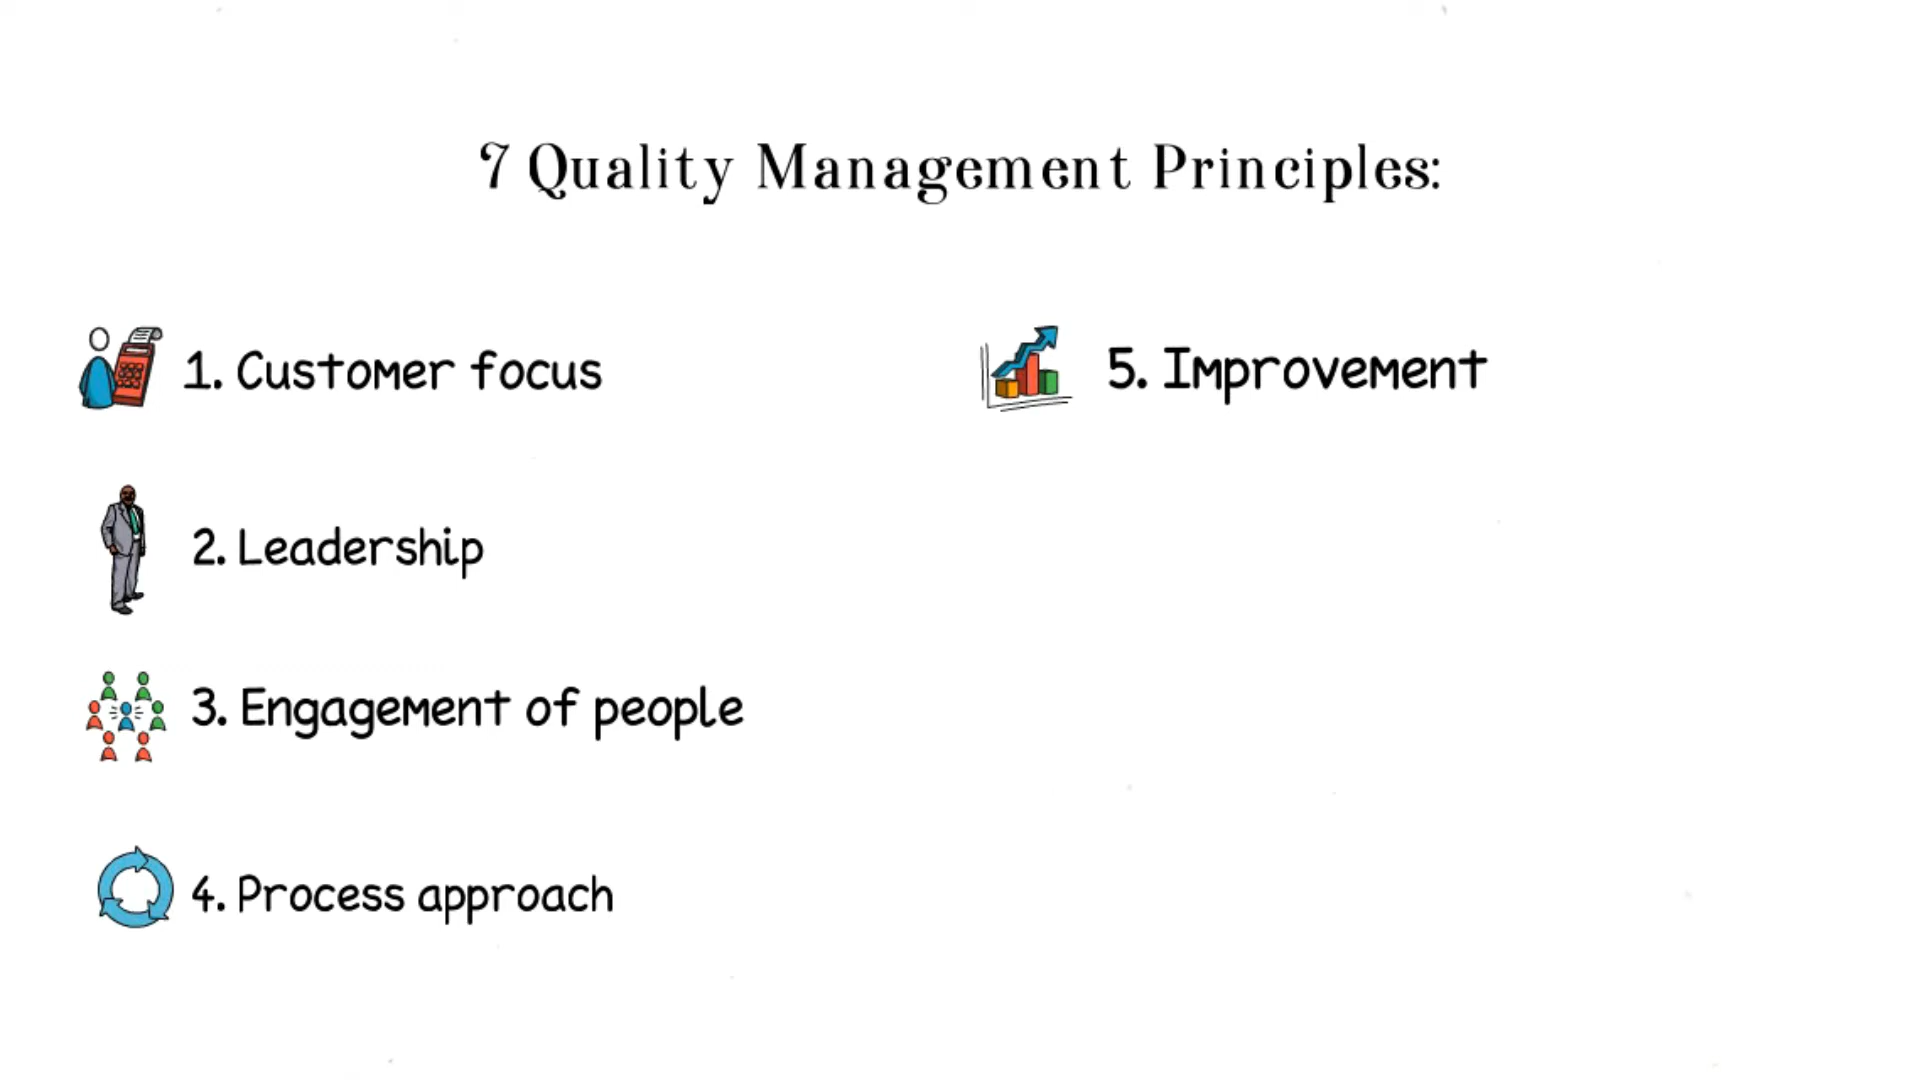 7 Quality Management Principles:
1. Customer focus
2. Leadership
3. Engagement of people
4. Process approach
5. Improvement